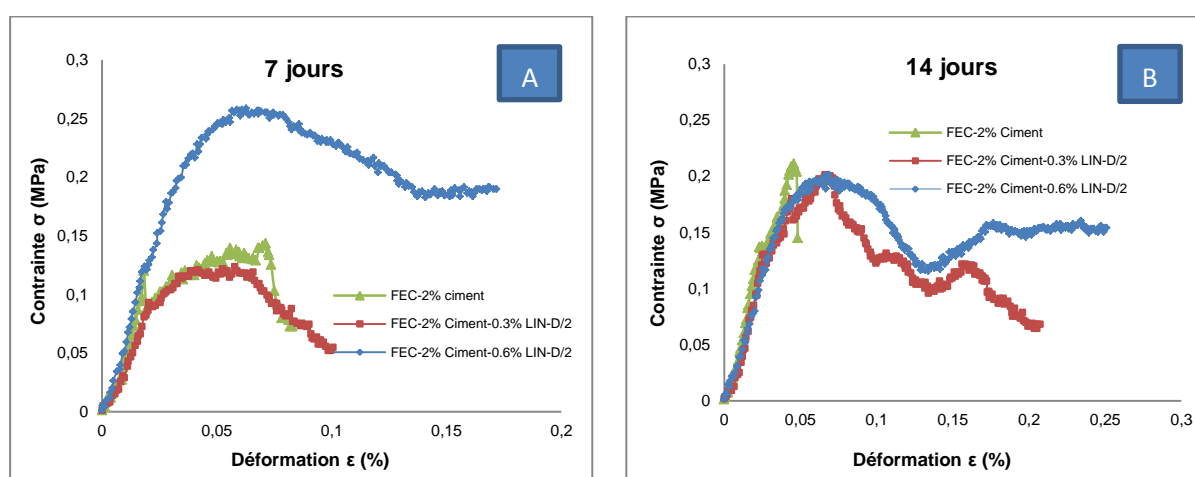 7 jours
A
Contrainte σ (MPa)
0,3
0,25
0,2
0,15
0,1
0,05
0
FEC-2% ciment
FEC-2% Ciment-0.3% LIN-D/2
FEC-2% Ciment-0.6% LIN-D/2
0 0,05 0,1 0,15 0,2
Déformation ε (%)
14 jours
B
Contrainte σ (MPa)
0,3
0,25
0,2
0,15
0,1
0,05
0
FEC-2% Ciment
FEC-2% Ciment-0.3% LIN-D/2
FEC-2% Ciment-0.6% LIN-D/2
0 0,05 0,1 0,15 0,2 0,25 0,3
Déformation ε (%)